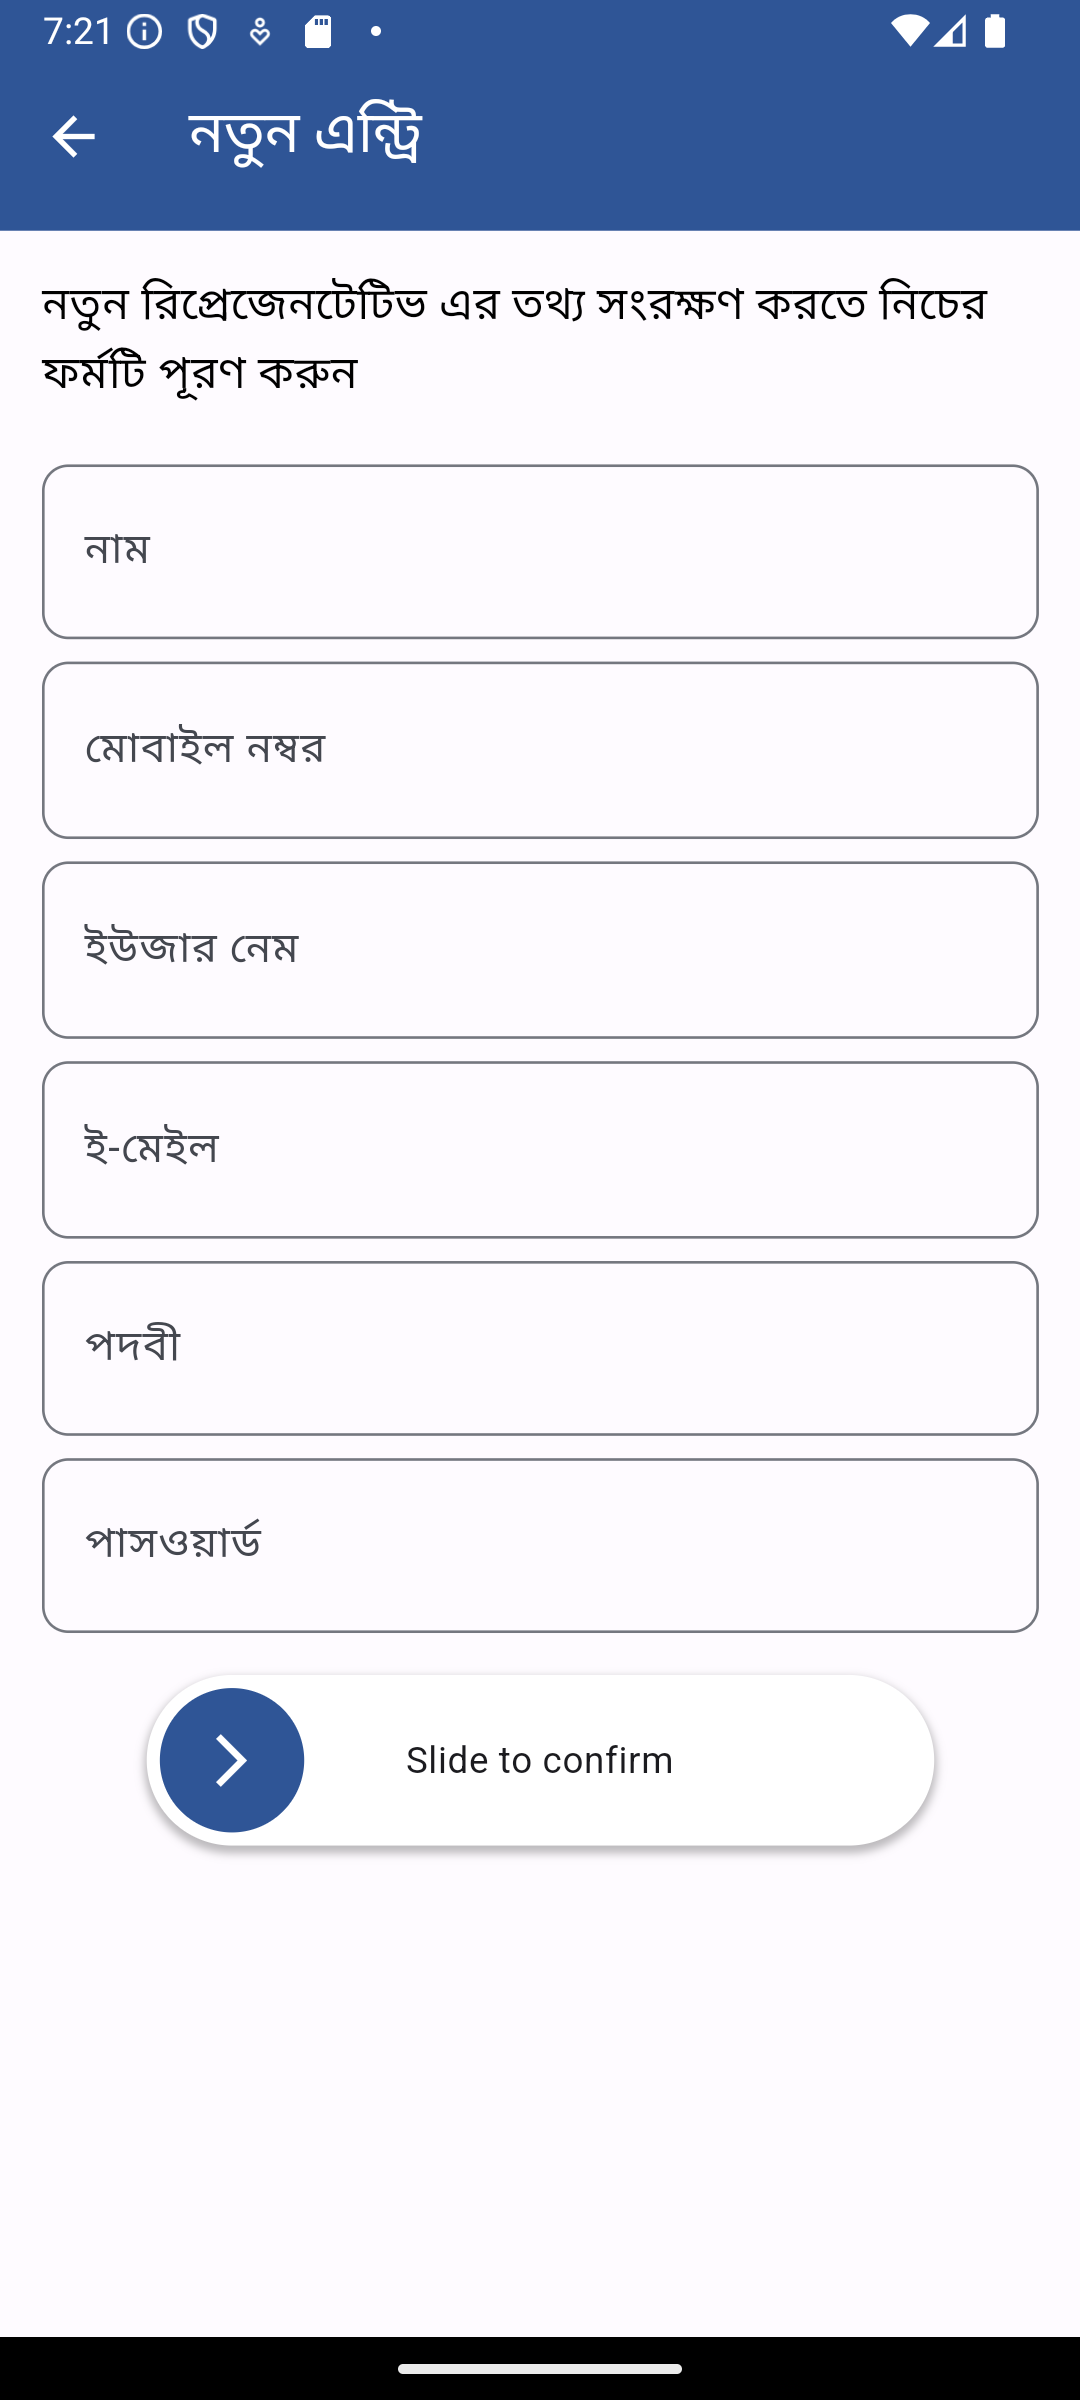 7:21
নতুন এন্ট্রি
নতুন রিপ্রেজেনটেটিভ এর তথ্য সংরক্ষণ করতে নিচের
ফর্মটি পূরণ করুন
নাম
মোবাইল নম্বর
ইউজার নেম
ই-মেইল
পদবী
পাসওয়ার্ড
Slide to confirm